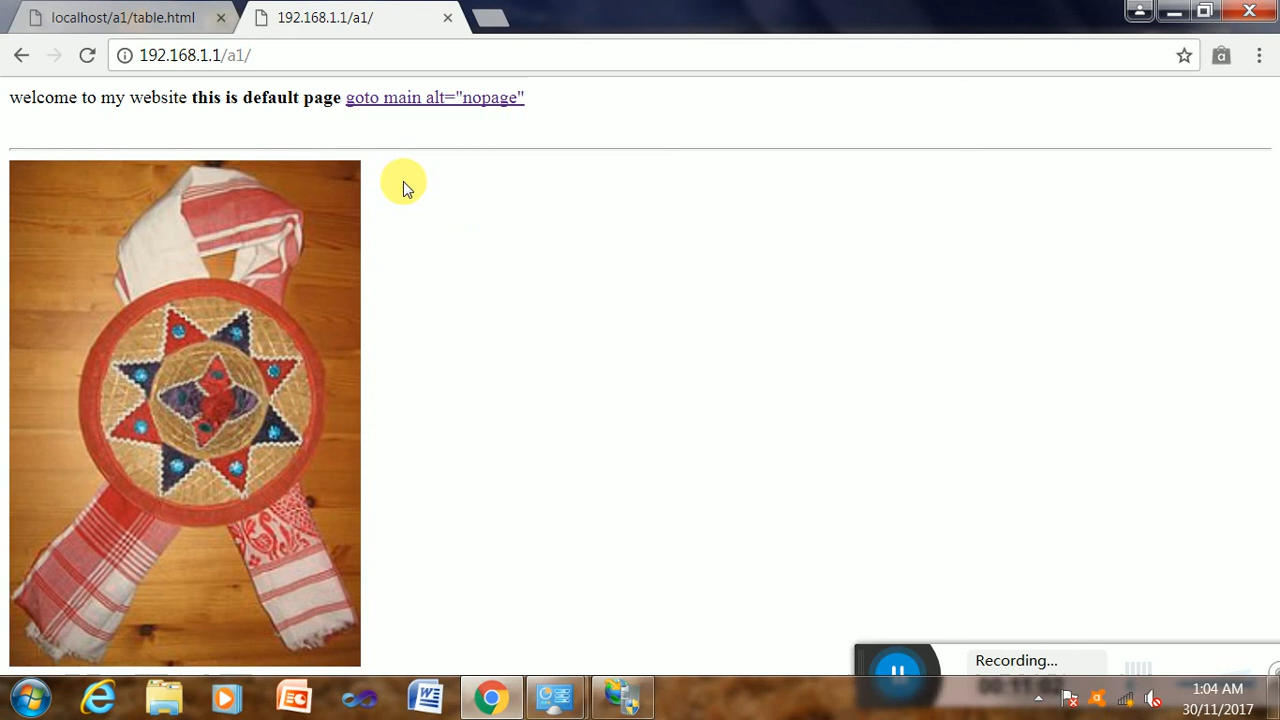 localhost/a1/table.html
192.168.1.1/a1/
192.168.1.1/a1/
welcome to my website this is default page goto main alt="nopage"
Recording...
1:04 AM
30/11/2017